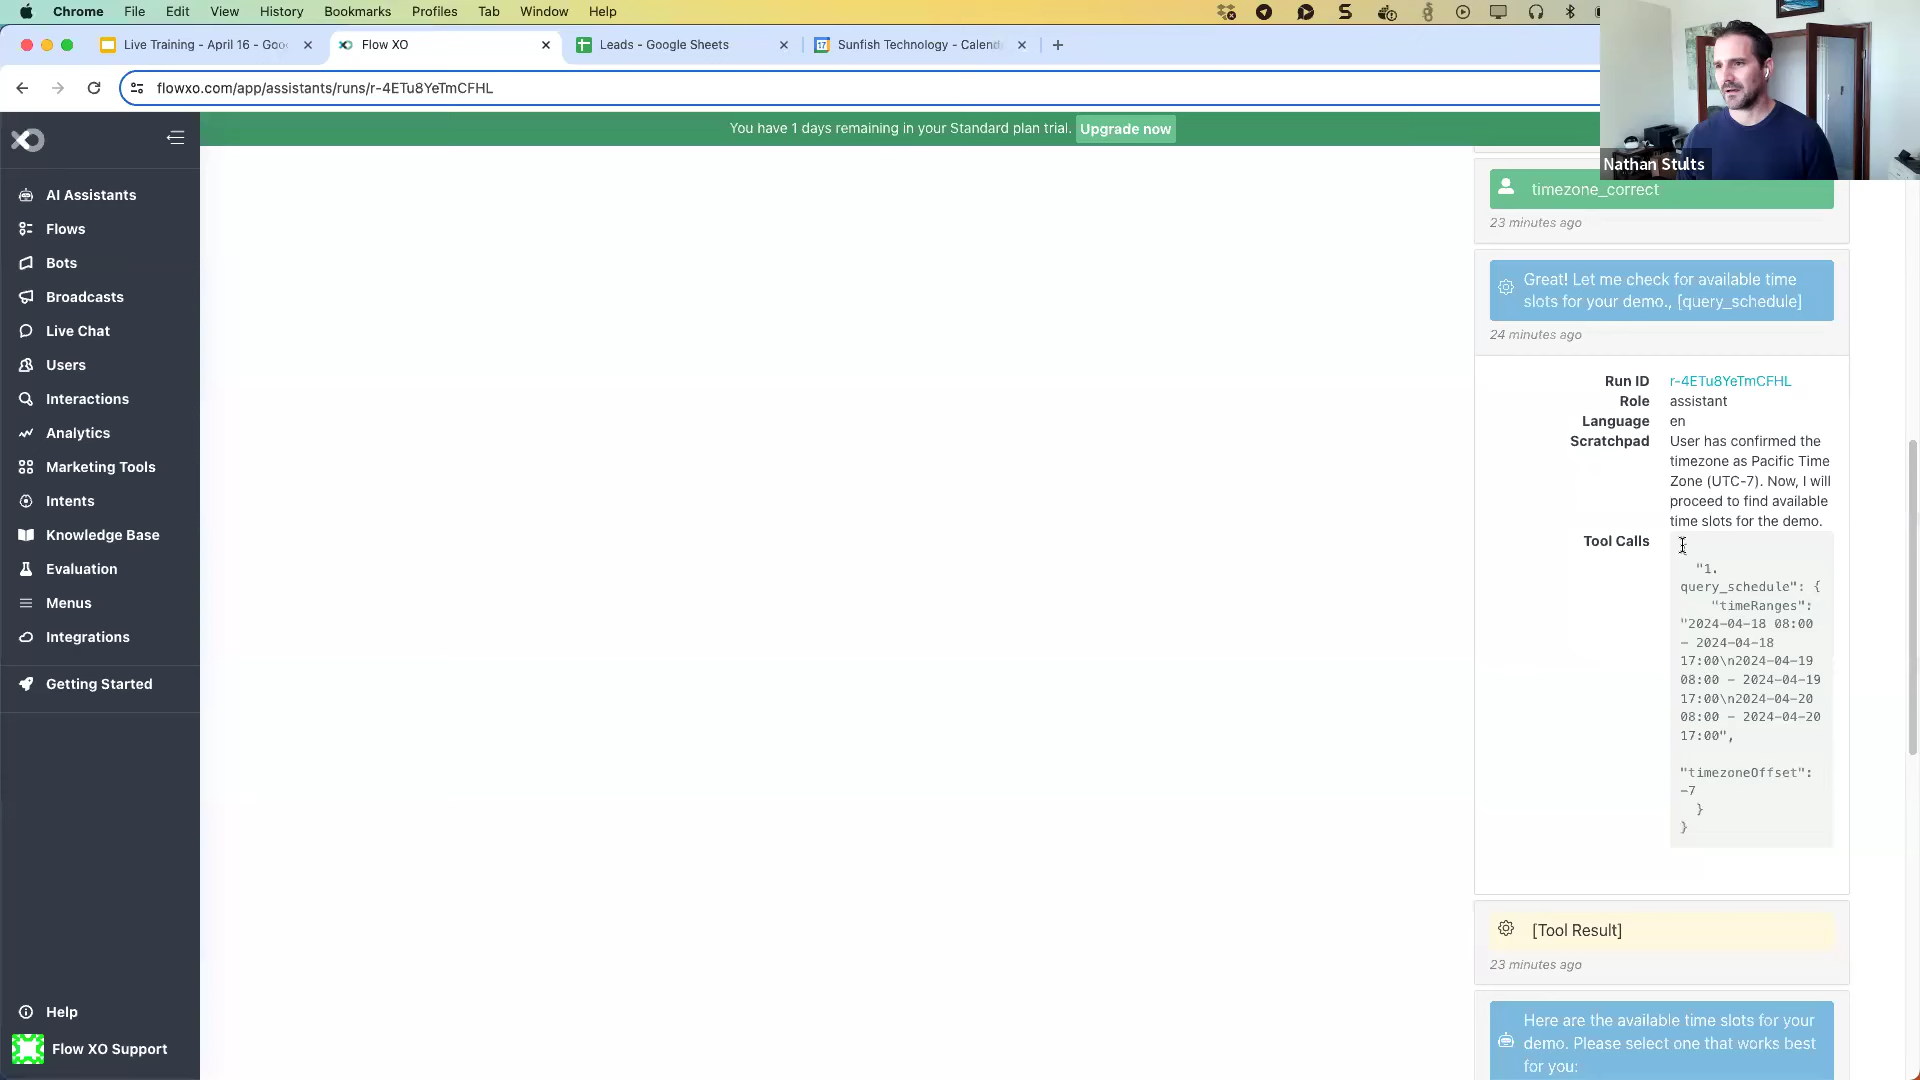 Chrome File Edit View History Bookmarks Profiles Tab Window Help
Live Training - April 16 - Goo
Flow XO
Leads - Google Sheets
17
Sunfish Technology - Calend
flowxo.com/app/assistants/runs/r-4ETu8YeTmCFHL
You have 1 days remaining in your Standard plan trial. Upgrade now
Nathan Stults
AI Assistants
Flows
Bots
Broadcasts
Live Chat
Users
Interactions
Analytics
Marketing Tools
Intents
Knowledge Base
Evaluation
Menus
Integrations
Getting Started
Help
Flow XO Support
timezone_correct
23 minutes ago
Great! Let me check for available time
slots for your demo., [query_schedule]
24 minutes ago
Run ID r-4ETu8YeTmCFHL
Role assistant
Language en
Scratchpad User has confirmed the
timezone as Pacific Time
Zone (UTC-7). Now, I will
proceed to find available
time slots for the demo.
Tool Calls
"1.
query_schedule": {
"timeRanges":
"2024-04-18 08:00
- 2024-04-18
17:00\n2024-04-19
08:00 - 2024-04-19
17:00\n2024-04-20
08:00 - 2024-04-20
17:00",
"timezoneOffset":
-7
}
}
[Tool Result]
23 minutes ago
Here are the available time slots for your
demo. Please select one that works best
for you: